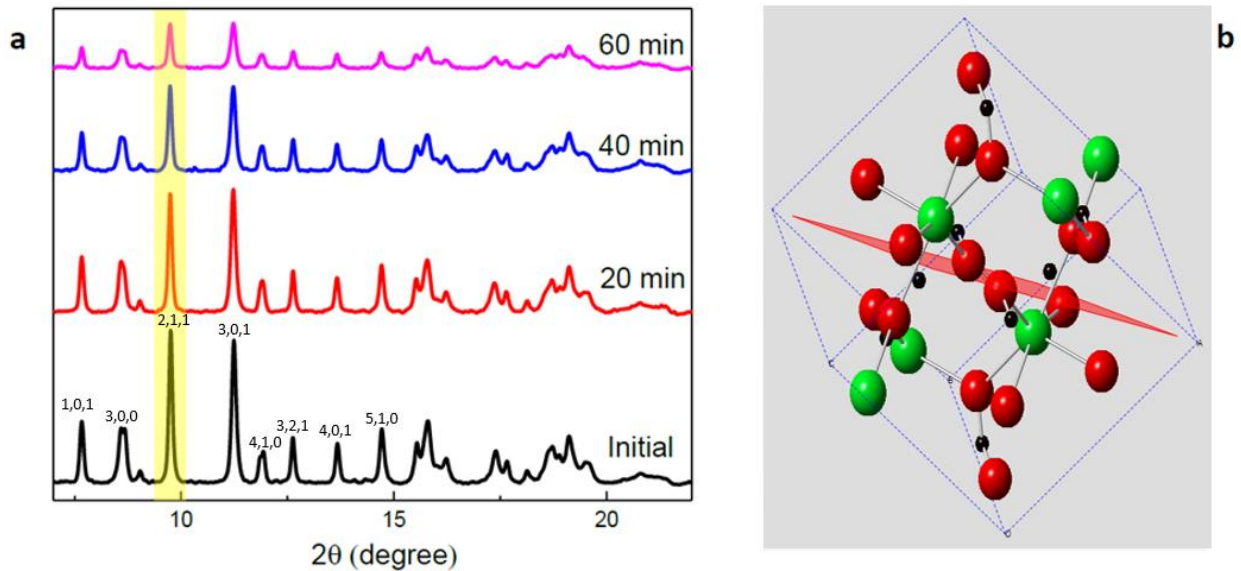 a
60 min
40 min
20 min
2,1,1
3,0,1
1,0,1
3,0,0
4,1,0
3,2,1
4,0,1
5,1,0
Initial
10
15
20
2θ (degree)
b
C
A
O